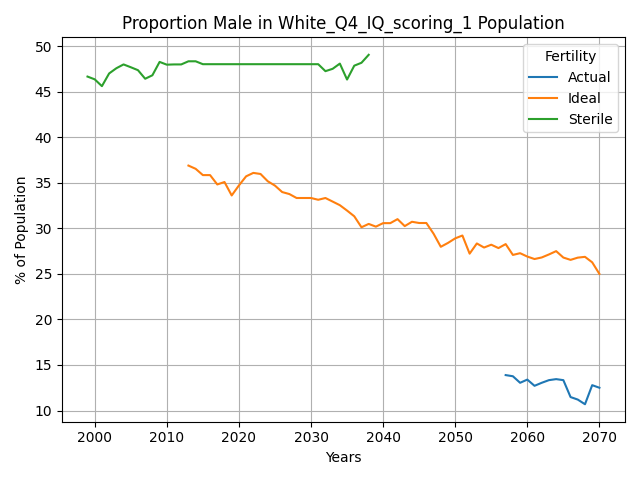 Proportion Male in White_Q4_IQ_scoring_1 Population
% of Population
50
45
40
35
30
25
20
15
10
Fertility
Actual
Ideal
Sterile
2000 2010 2020 2030 2040 2050 2060 2070
Years